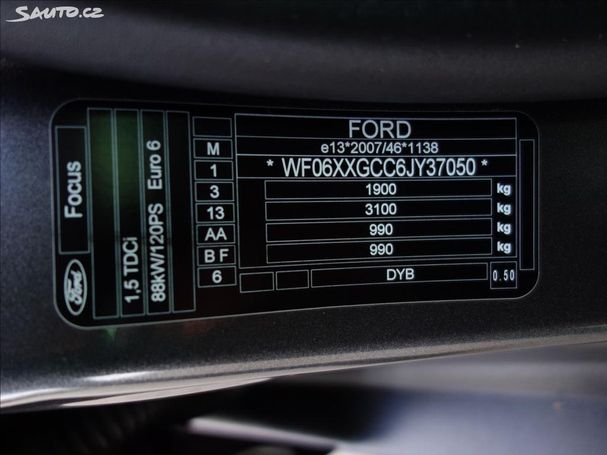 Sauto.cz
FORD
M e13*2007/46*1138
1 * WF06XXGCC6JY37050 *
3 1900 kg
13 3100 kg
AA 990 kg
B F 990 kg
6 DYB 0.50
Focus
1,5 TDCi
88kW/120PS Euro 6
Ford